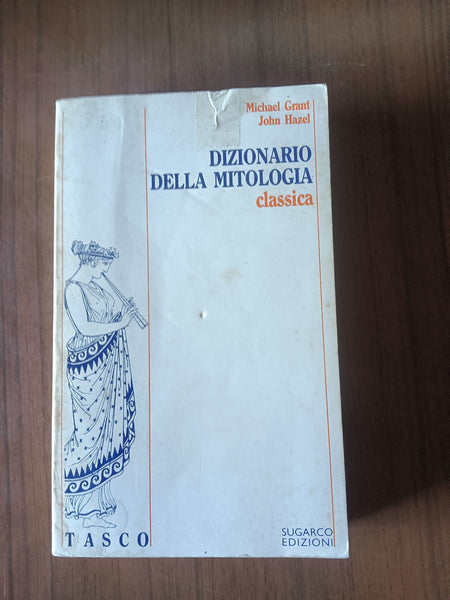 Michael Grant
John Hazel
DIZIONARIO
DELLA MITOLOGIA
classica
TASCO
SUGARCO
EDIZIONI